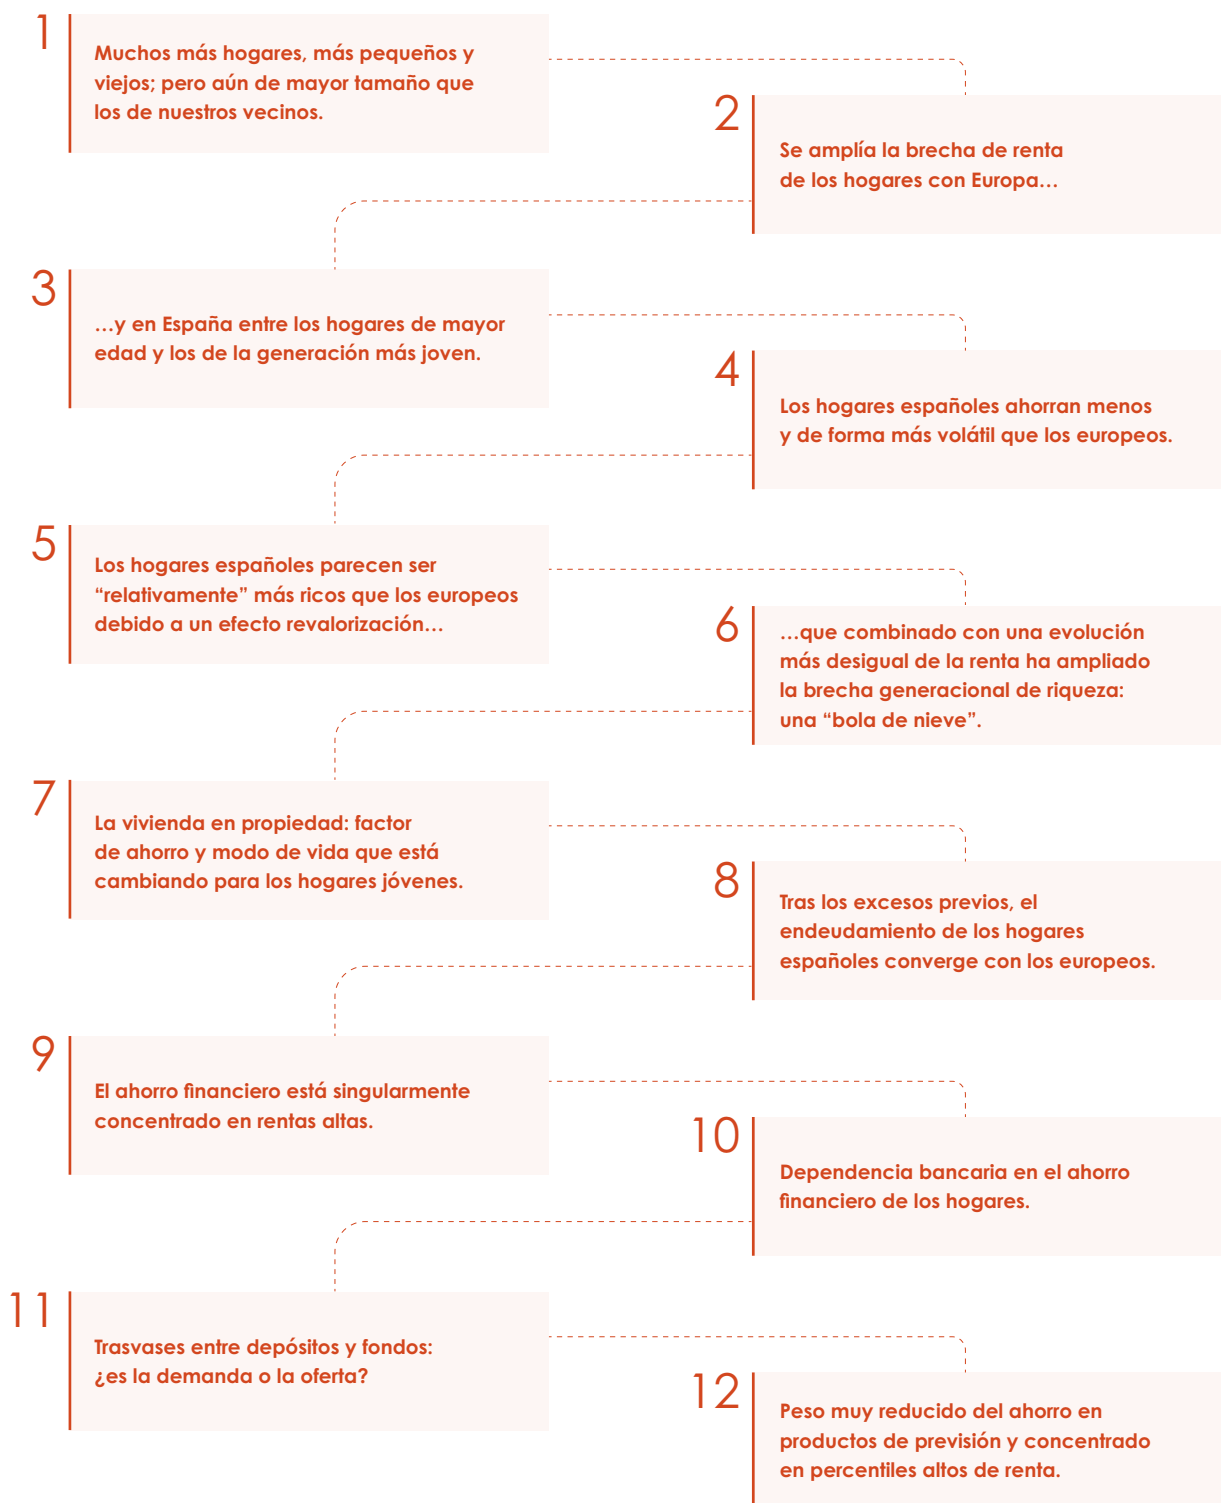 1
Muchos más hogares, más pequeños y
viejos; pero aún de mayor tamaño que
los de nuestros vecinos.
2
Se amplía la brecha de renta
de los hogares con Europa…
3
…y en España entre los hogares de mayor
edad y los de la generación más joven.
4
Los hogares españoles ahorran menos
y de forma más volátil que los europeos.
5
Los hogares españoles parecen ser
“relativamente” más ricos que los europeos
debido a un efecto revalorización…
6
…que combinado con una evolución
más desigual de la renta ha ampliado
la brecha generacional de riqueza:
una “bola de nieve”.
7
La vivienda en propiedad: factor
de ahorro y modo de vida que está
cambiando para los hogares jóvenes.
8
Tras los excesos previos, el
endeudamiento de los hogares
españoles converge con los europeos.
9
El ahorro financiero está singularmente
concentrado en rentas altas.
10
Dependencia bancaria en el ahorro
financiero de los hogares.
11
Trasvases entre depósitos y fondos:
¿es la demanda o la oferta?
12
Peso muy reducido del ahorro en
productos de previsión y concentrado
en percentiles altos de renta.